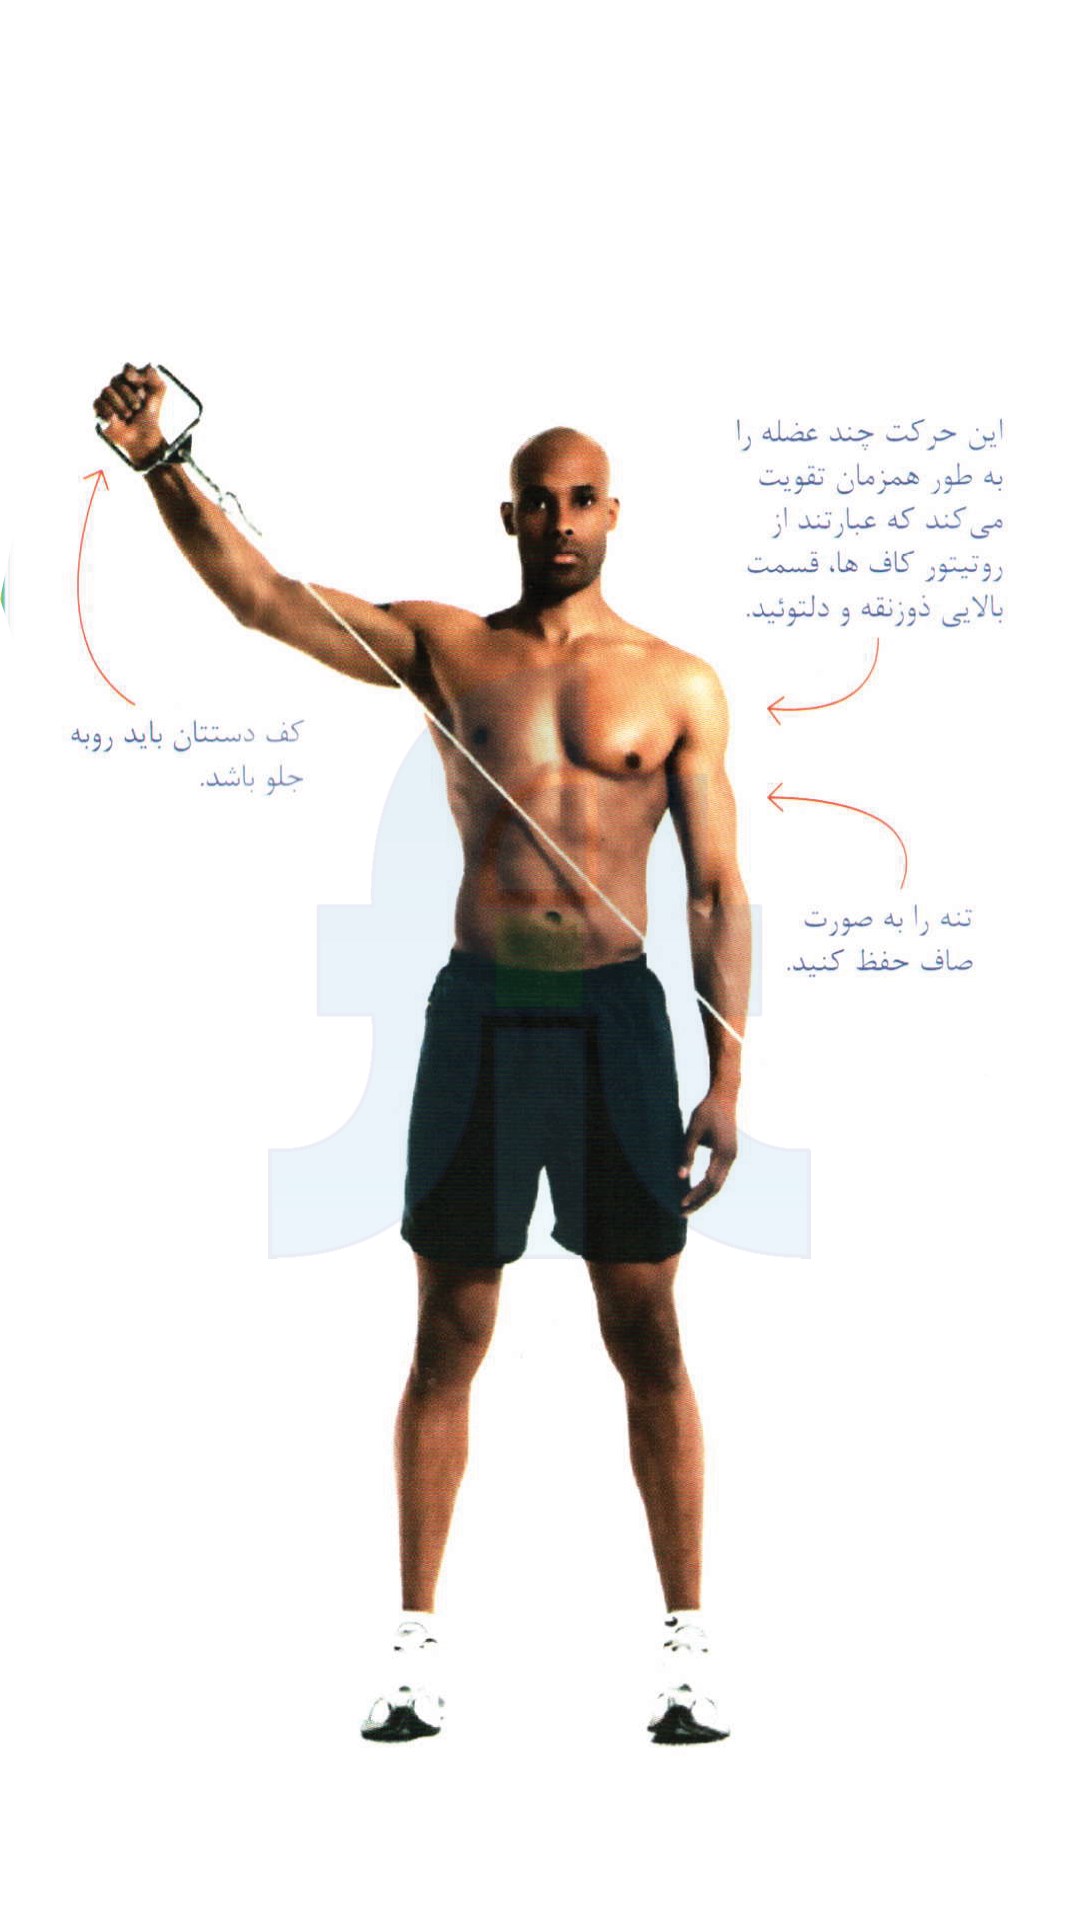 این حرکت چند عضله را
به طور همزمان تقویت
می‌کند که عبارتند از
روتیتور کاف ها، قسمت
بالایی ذوزنقه و دلتوئید.
کف دستتان باید روبه
جلو باشد.
تنه را به صورت
صاف حفظ کنید.
fit